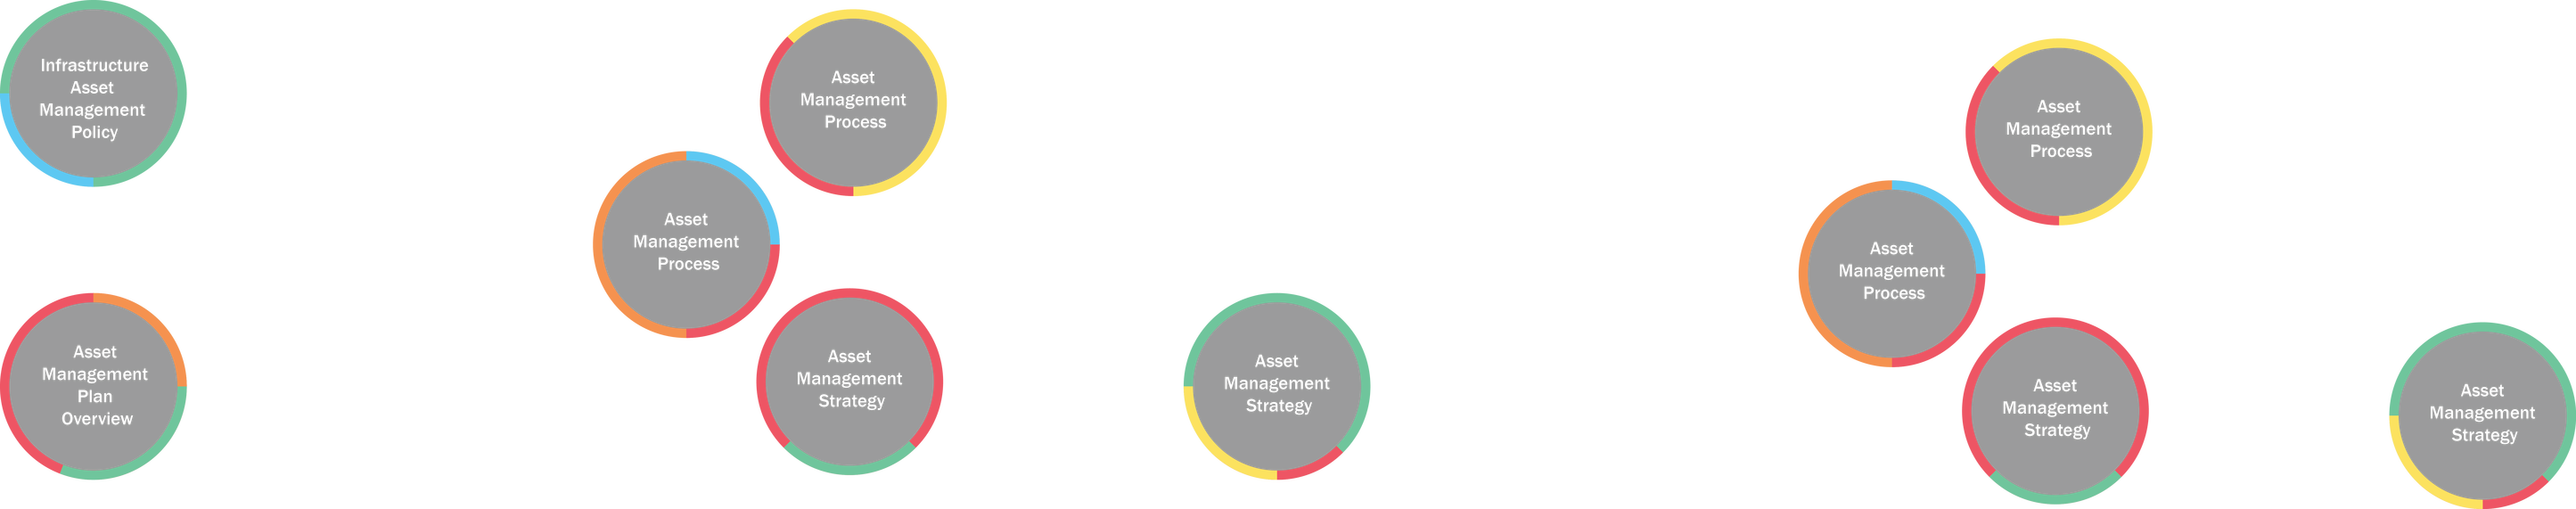 Infrastructure
Asset
Management
Policy
Asset
Management
Plan
Overview
Asset
Management
Process
Asset
Management
Process
Asset
Management
Strategy
Asset
Management
Strategy
Asset
Management
Process
Asset
Management
Process
Asset
Management
Strategy
Asset
Management
Strategy